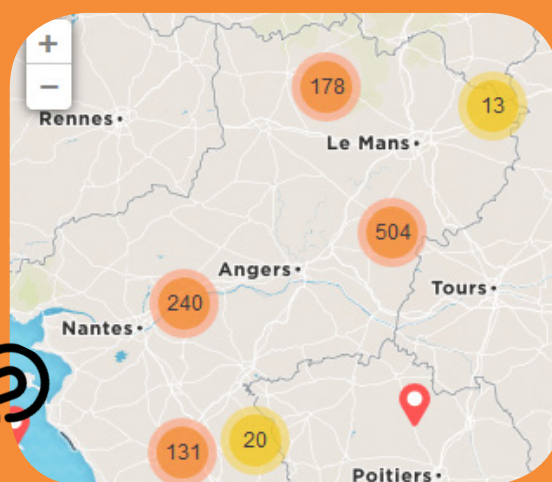 +
178
13
−
Rennes
Le Mans
504
Angers
Tours
240
Nantes
20
131
Poitiers